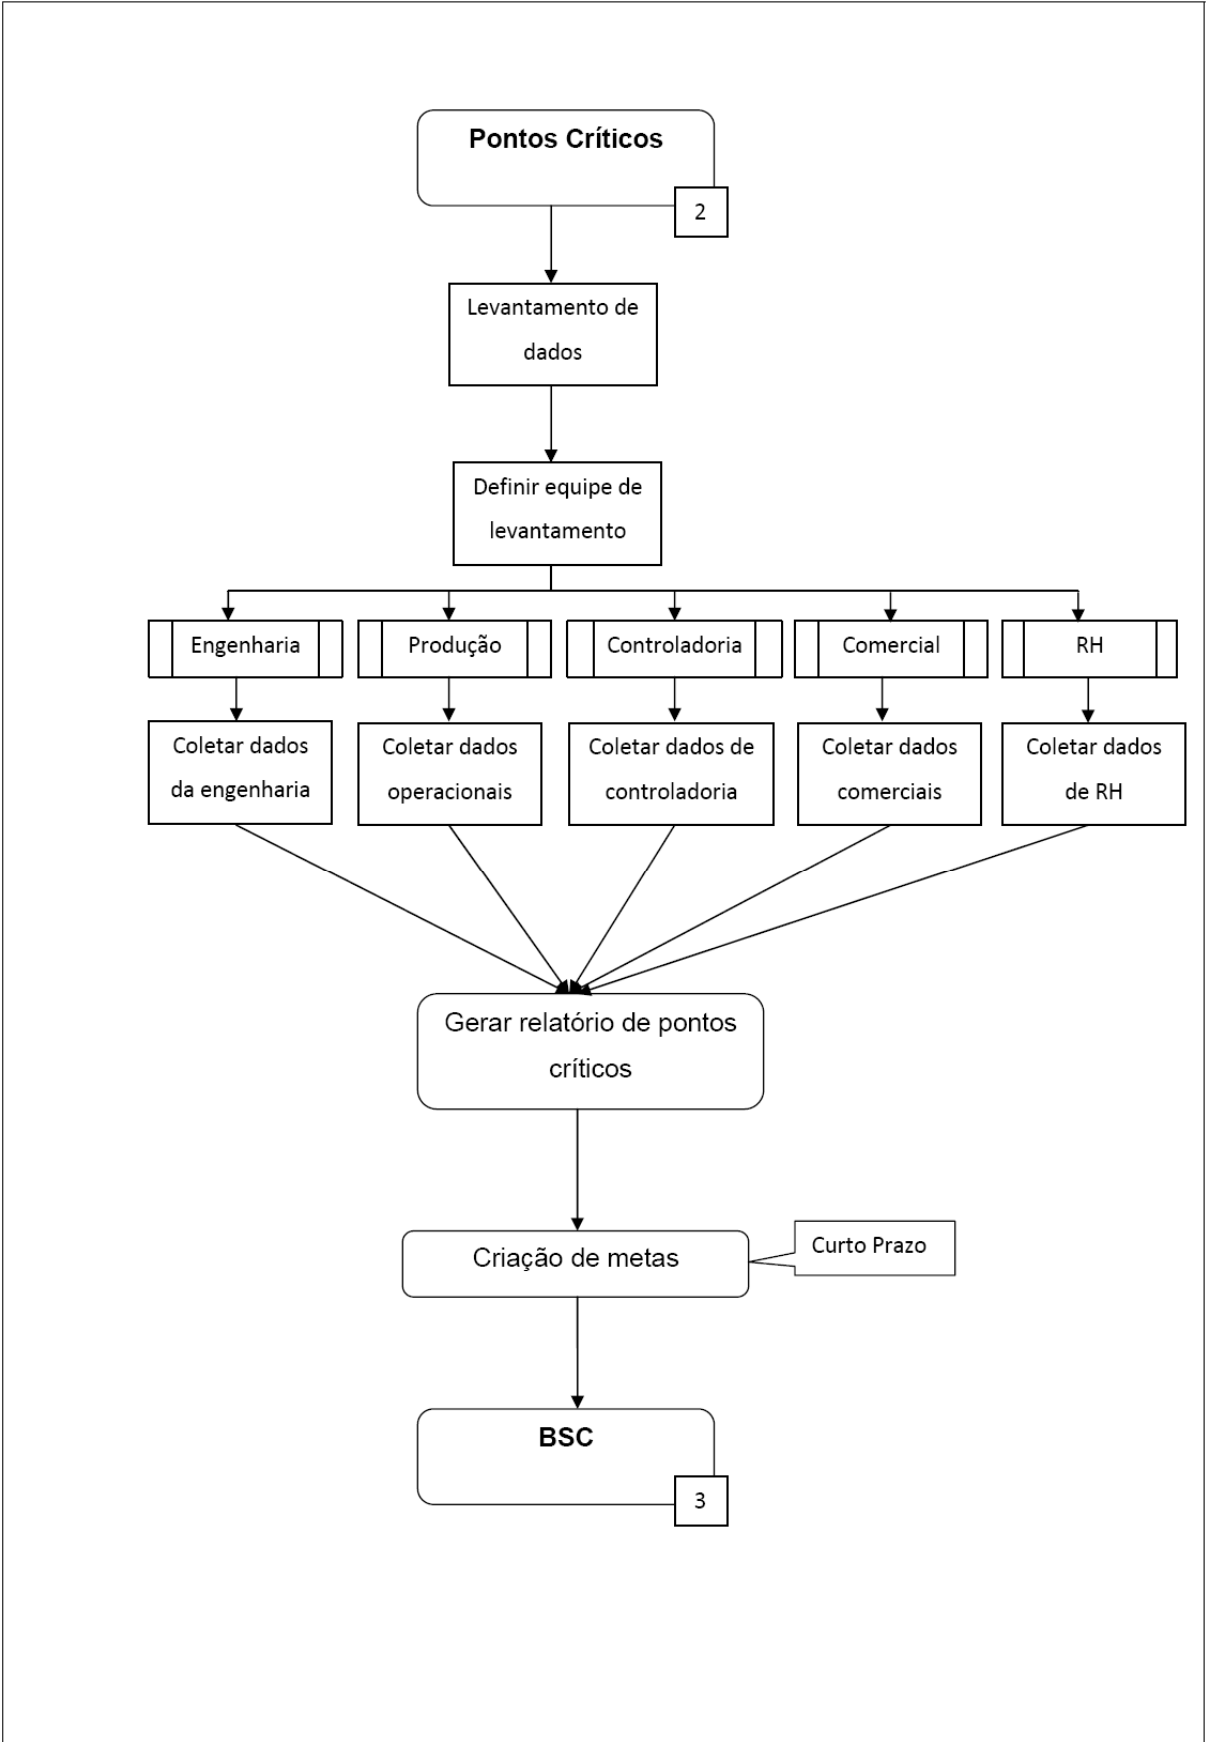 Pontos Críticos
2
Levantamento de
dados
Definir equipe de
levantamento
Engenharia
Produção
Controladoria
Comercial
RH
Coletar dados
da engenharia
Coletar dados
operacionais
Coletar dados de
controladoria
Coletar dados
comerciais
Coletar dados
de RH
Gerar relatório de pontos
críticos
Criação de metas
Curto Prazo
BSC
3